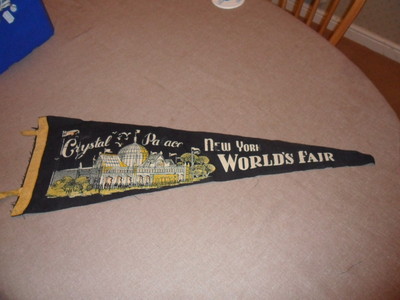 Crystal Palace
New York
World's Fair